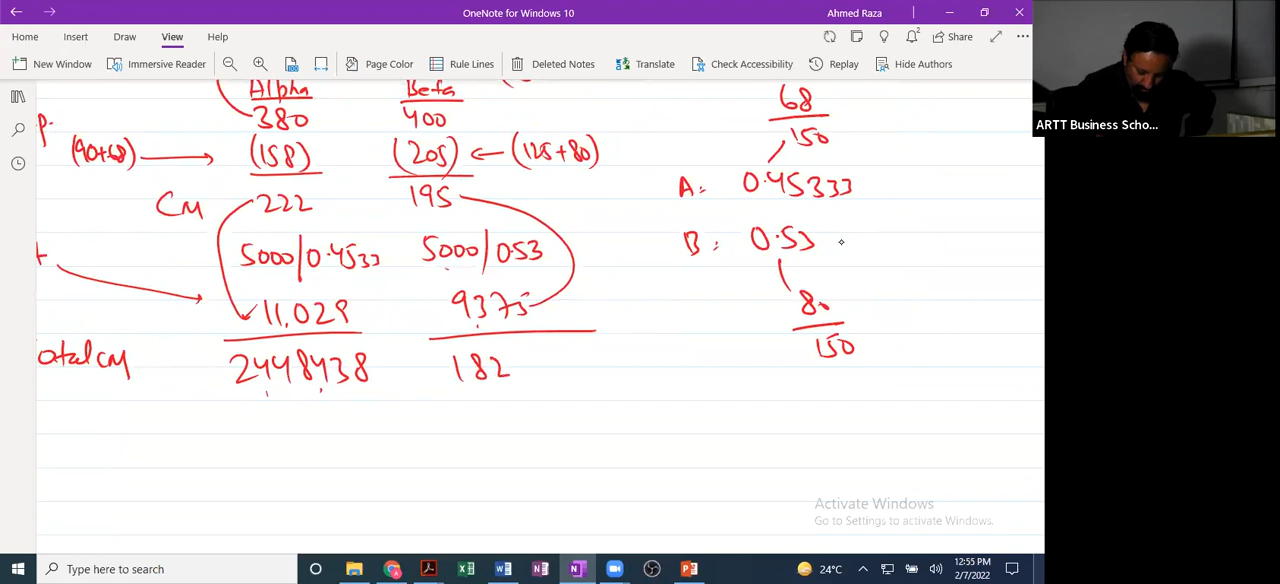 OneNote for Windows 10
Ahmed Raza
Home Insert Draw View Help
Share
New Window Immersive Reader Page Color Rule Lines Deleted Notes Translate Check Accessibility Replay Hide Authors
ARTT Business Scho...
Alpha Beta
P. 380 400
(90+68) (158) (205) (125+80)
CM 222 195
5000/0.4533 5000/0.53
11,029 9375
otal CM 2448438 182
68
150
A: 0.45333
B: 0.53
80
150
Activate Windows
Go to Settings to activate Windows.
Type here to search
24°C
12:55 PM
2/7/2022
2